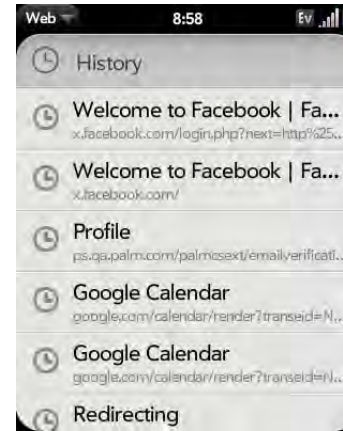 Web 8:58 Ev
History
Welcome to Facebook | Fa...
x.facebook.com/login.php?next=http%25...
Welcome to Facebook | Fa...
x.facebook.com/
Profile
ps.qa.palm.com/palmcsext/emailverificati...
Google Calendar
google.com/calendar/render?transeid=N...
Google Calendar
google.com/calendar/render?transeid=N...
Redirecting